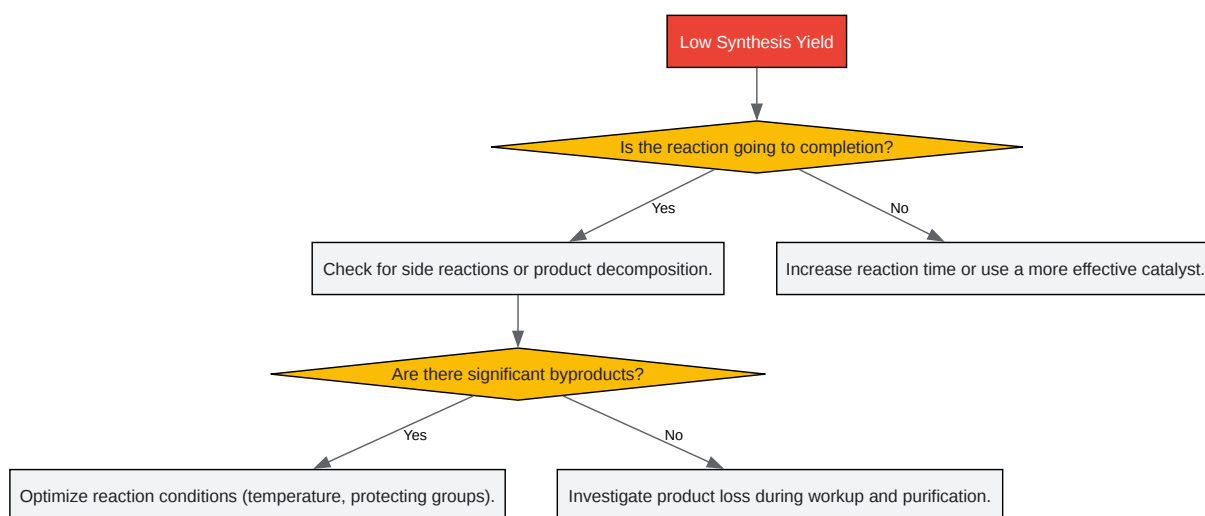 Low Synthesis Yield
Is the reaction going to completion?
Yes
No
Check for side reactions or product decomposition.
Increase reaction time or use a more effective catalyst.
Are there significant byproducts?
Yes
No
Optimize reaction conditions (temperature, protecting groups).
Investigate product loss during workup and purification.